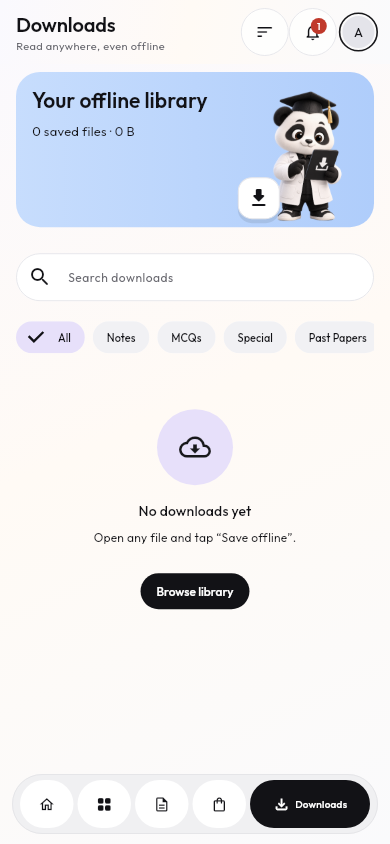 Downloads
Read anywhere, even offline
1
A
Your offline library
0 saved files · 0 B
Search downloads
All
Notes
MCQs
Special
Past Papers
No downloads yet
Open any file and tap “Save offline”.
Browse library
Downloads